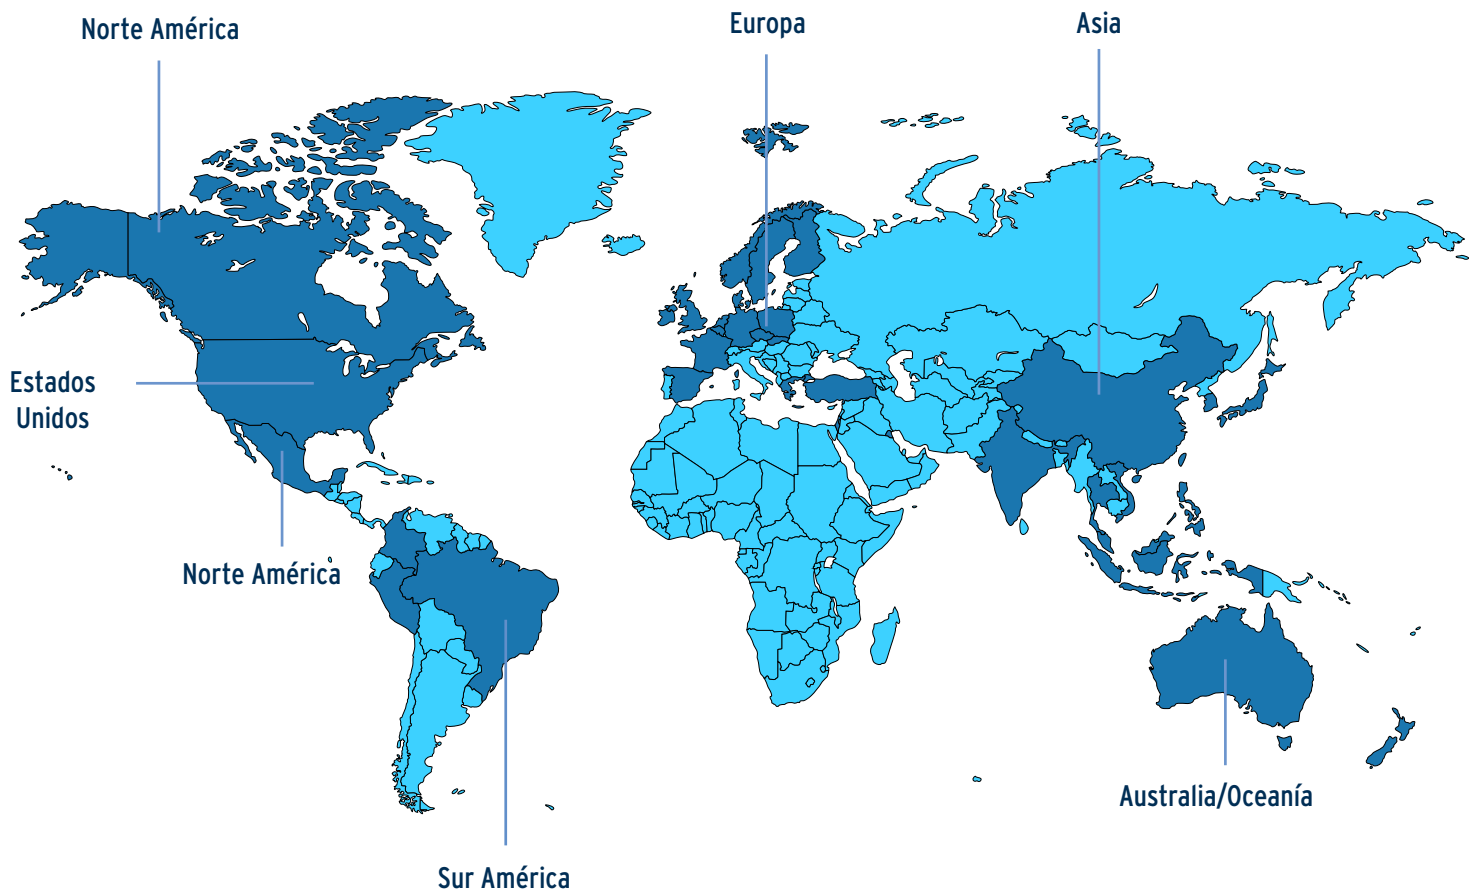 Norte América
Europa
Asia
Estados
Unidos
Norte América
Australia/Oceanía
Sur América